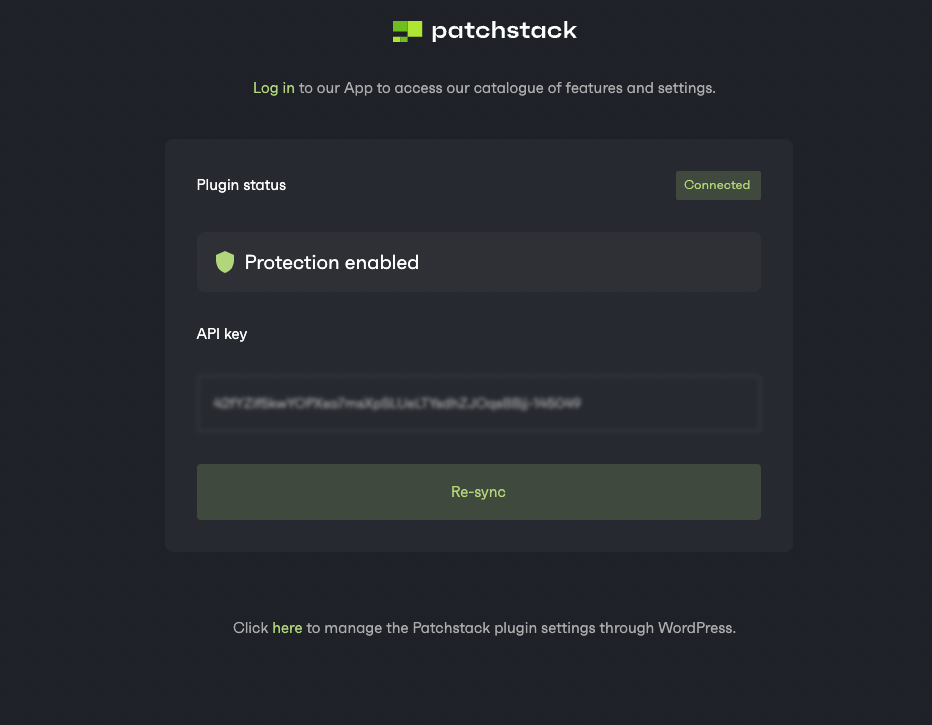 patchstack
Log in to our App to access our catalogue of features and settings.
Plugin status
Connected
Protection enabled
API key
Re-sync
Click here to manage the Patchstack plugin settings through WordPress.